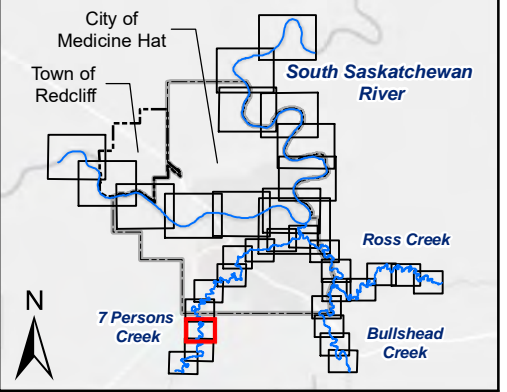 City of
Medicine Hat
Town of
Redcliff
South Saskatchewan
River
Ross Creek
N
7 Persons
Creek
Bullshead
Creek